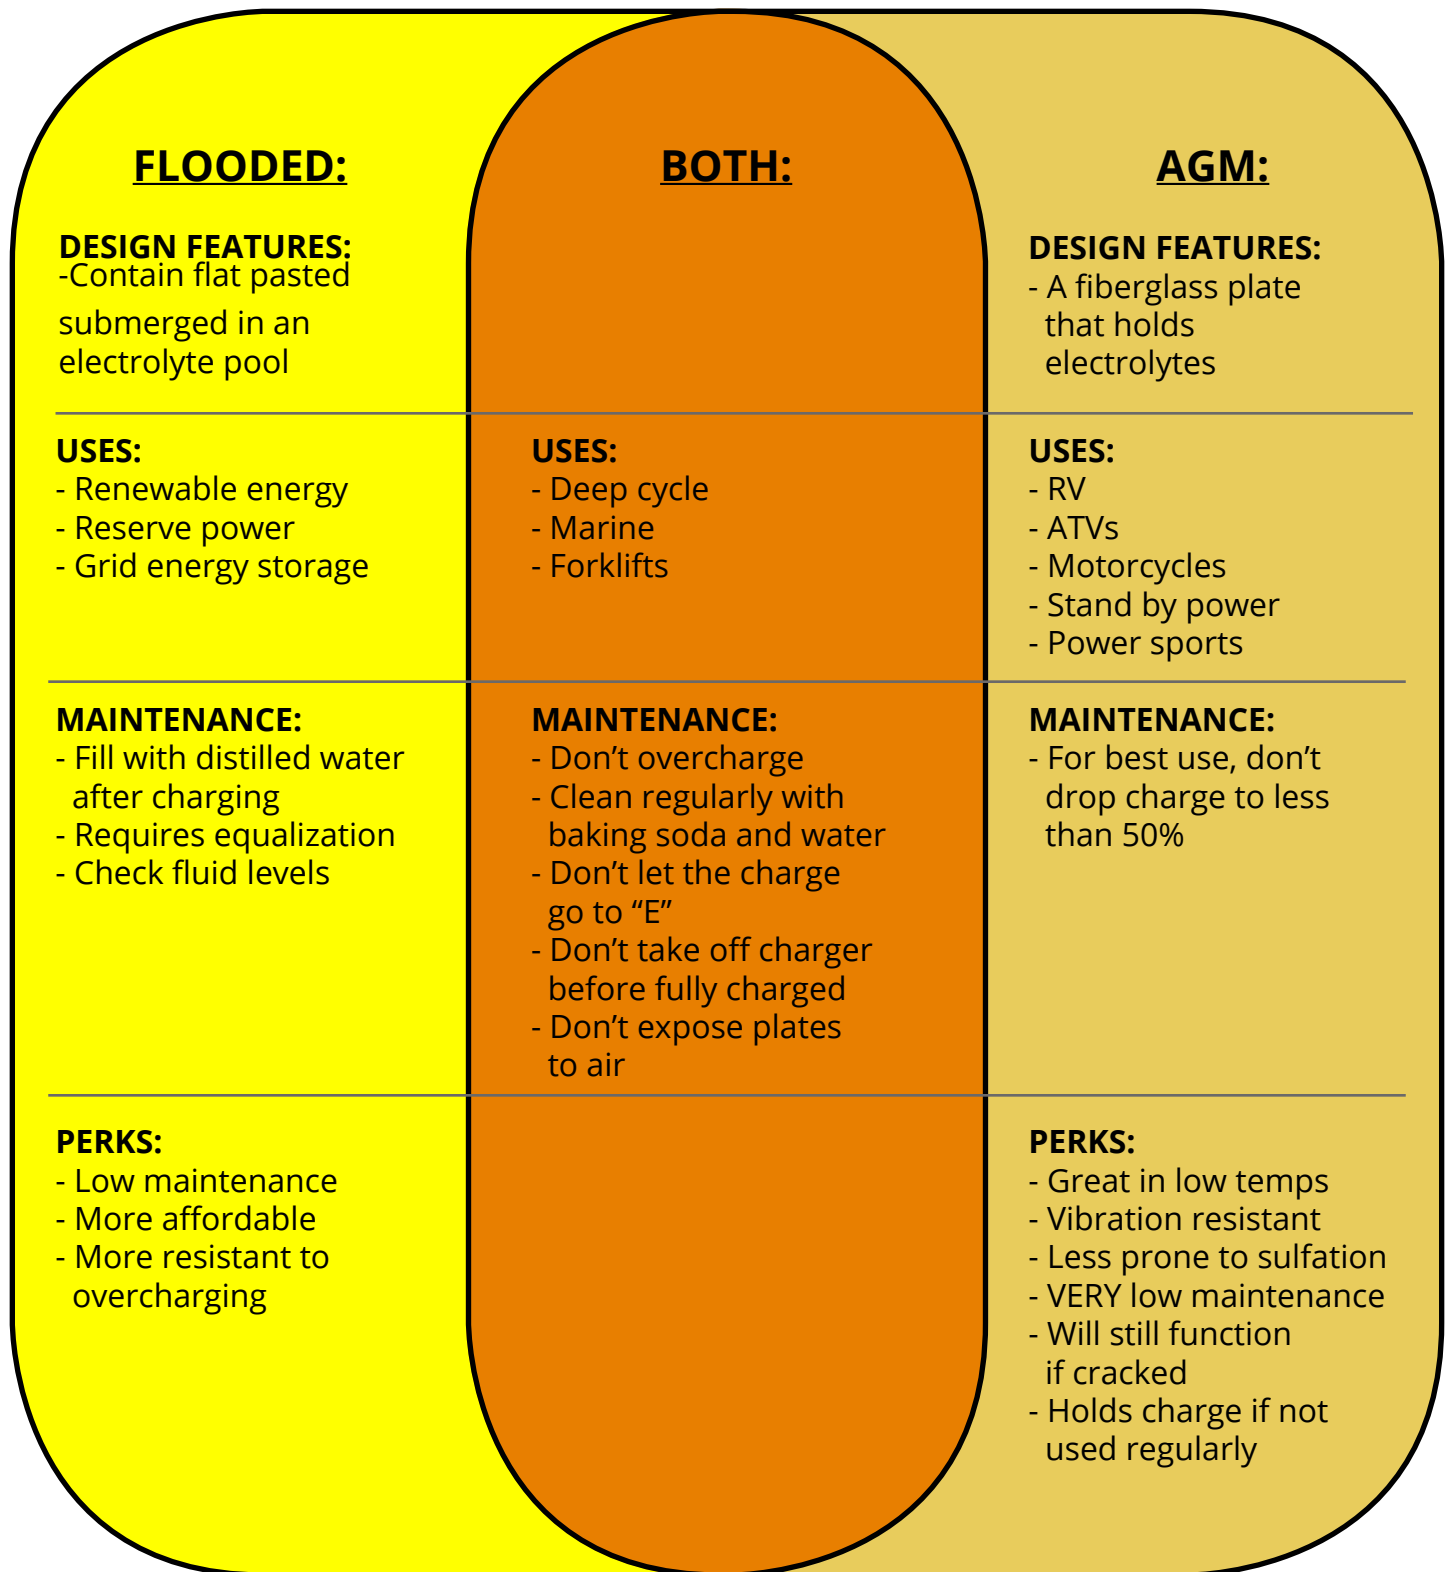 FLOODED:
BOTH:
AGM:
DESIGN FEATURES:
-Contain flat pasted
submerged in an
electrolyte pool
DESIGN FEATURES:
- A fiberglass plate
that holds
electrolytes
USES:
- Renewable energy
- Reserve power
- Grid energy storage
USES:
- Deep cycle
- Marine
- Forklifts
USES:
- RV
- ATVs
- Motorcycles
- Stand by power
- Power sports
MAINTENANCE:
- Fill with distilled water
after charging
- Requires equalization
- Check fluid levels
MAINTENANCE:
- Don’t overcharge
- Clean regularly with
baking soda and water
- Don’t let the charge
go to “E”
- Don’t take off charger
before fully charged
- Don’t expose plates
to air
MAINTENANCE:
- For best use, don’t
drop charge to less
than 50%
PERKS:
- Low maintenance
- More affordable
- More resistant to
overcharging
PERKS:
- Great in low temps
- Vibration resistant
- Less prone to sulfation
- VERY low maintenance
- Will still function
if cracked
- Holds charge if not
used regularly